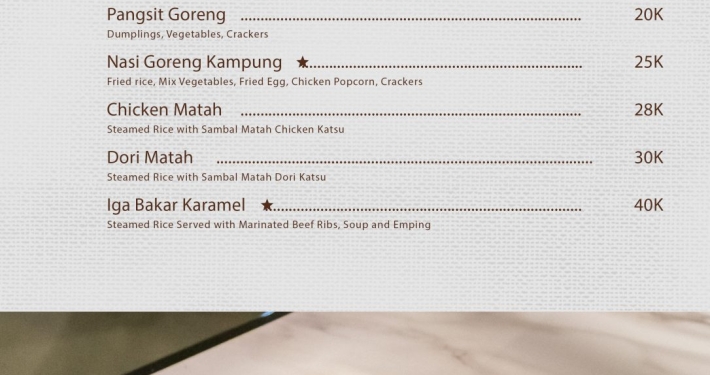 Pangsit Goreng ........................................ 20K
Dumplings, Vegetables, Crackers
Nasi Goreng Kampung ★........................................ 25K
Fried rice, Mix Vegetables, Fried Egg, Chicken Popcorn, Crackers
Chicken Matah ........................................ 28K
Steamed Rice with Sambal Matah Chicken Katsu
Dori Matah ........................................ 30K
Steamed Rice with Sambal Matah Dori Katsu
Iga Bakar Karamel ★........................................ 40K
Steamed Rice Served with Marinated Beef Ribs, Soup and Emping